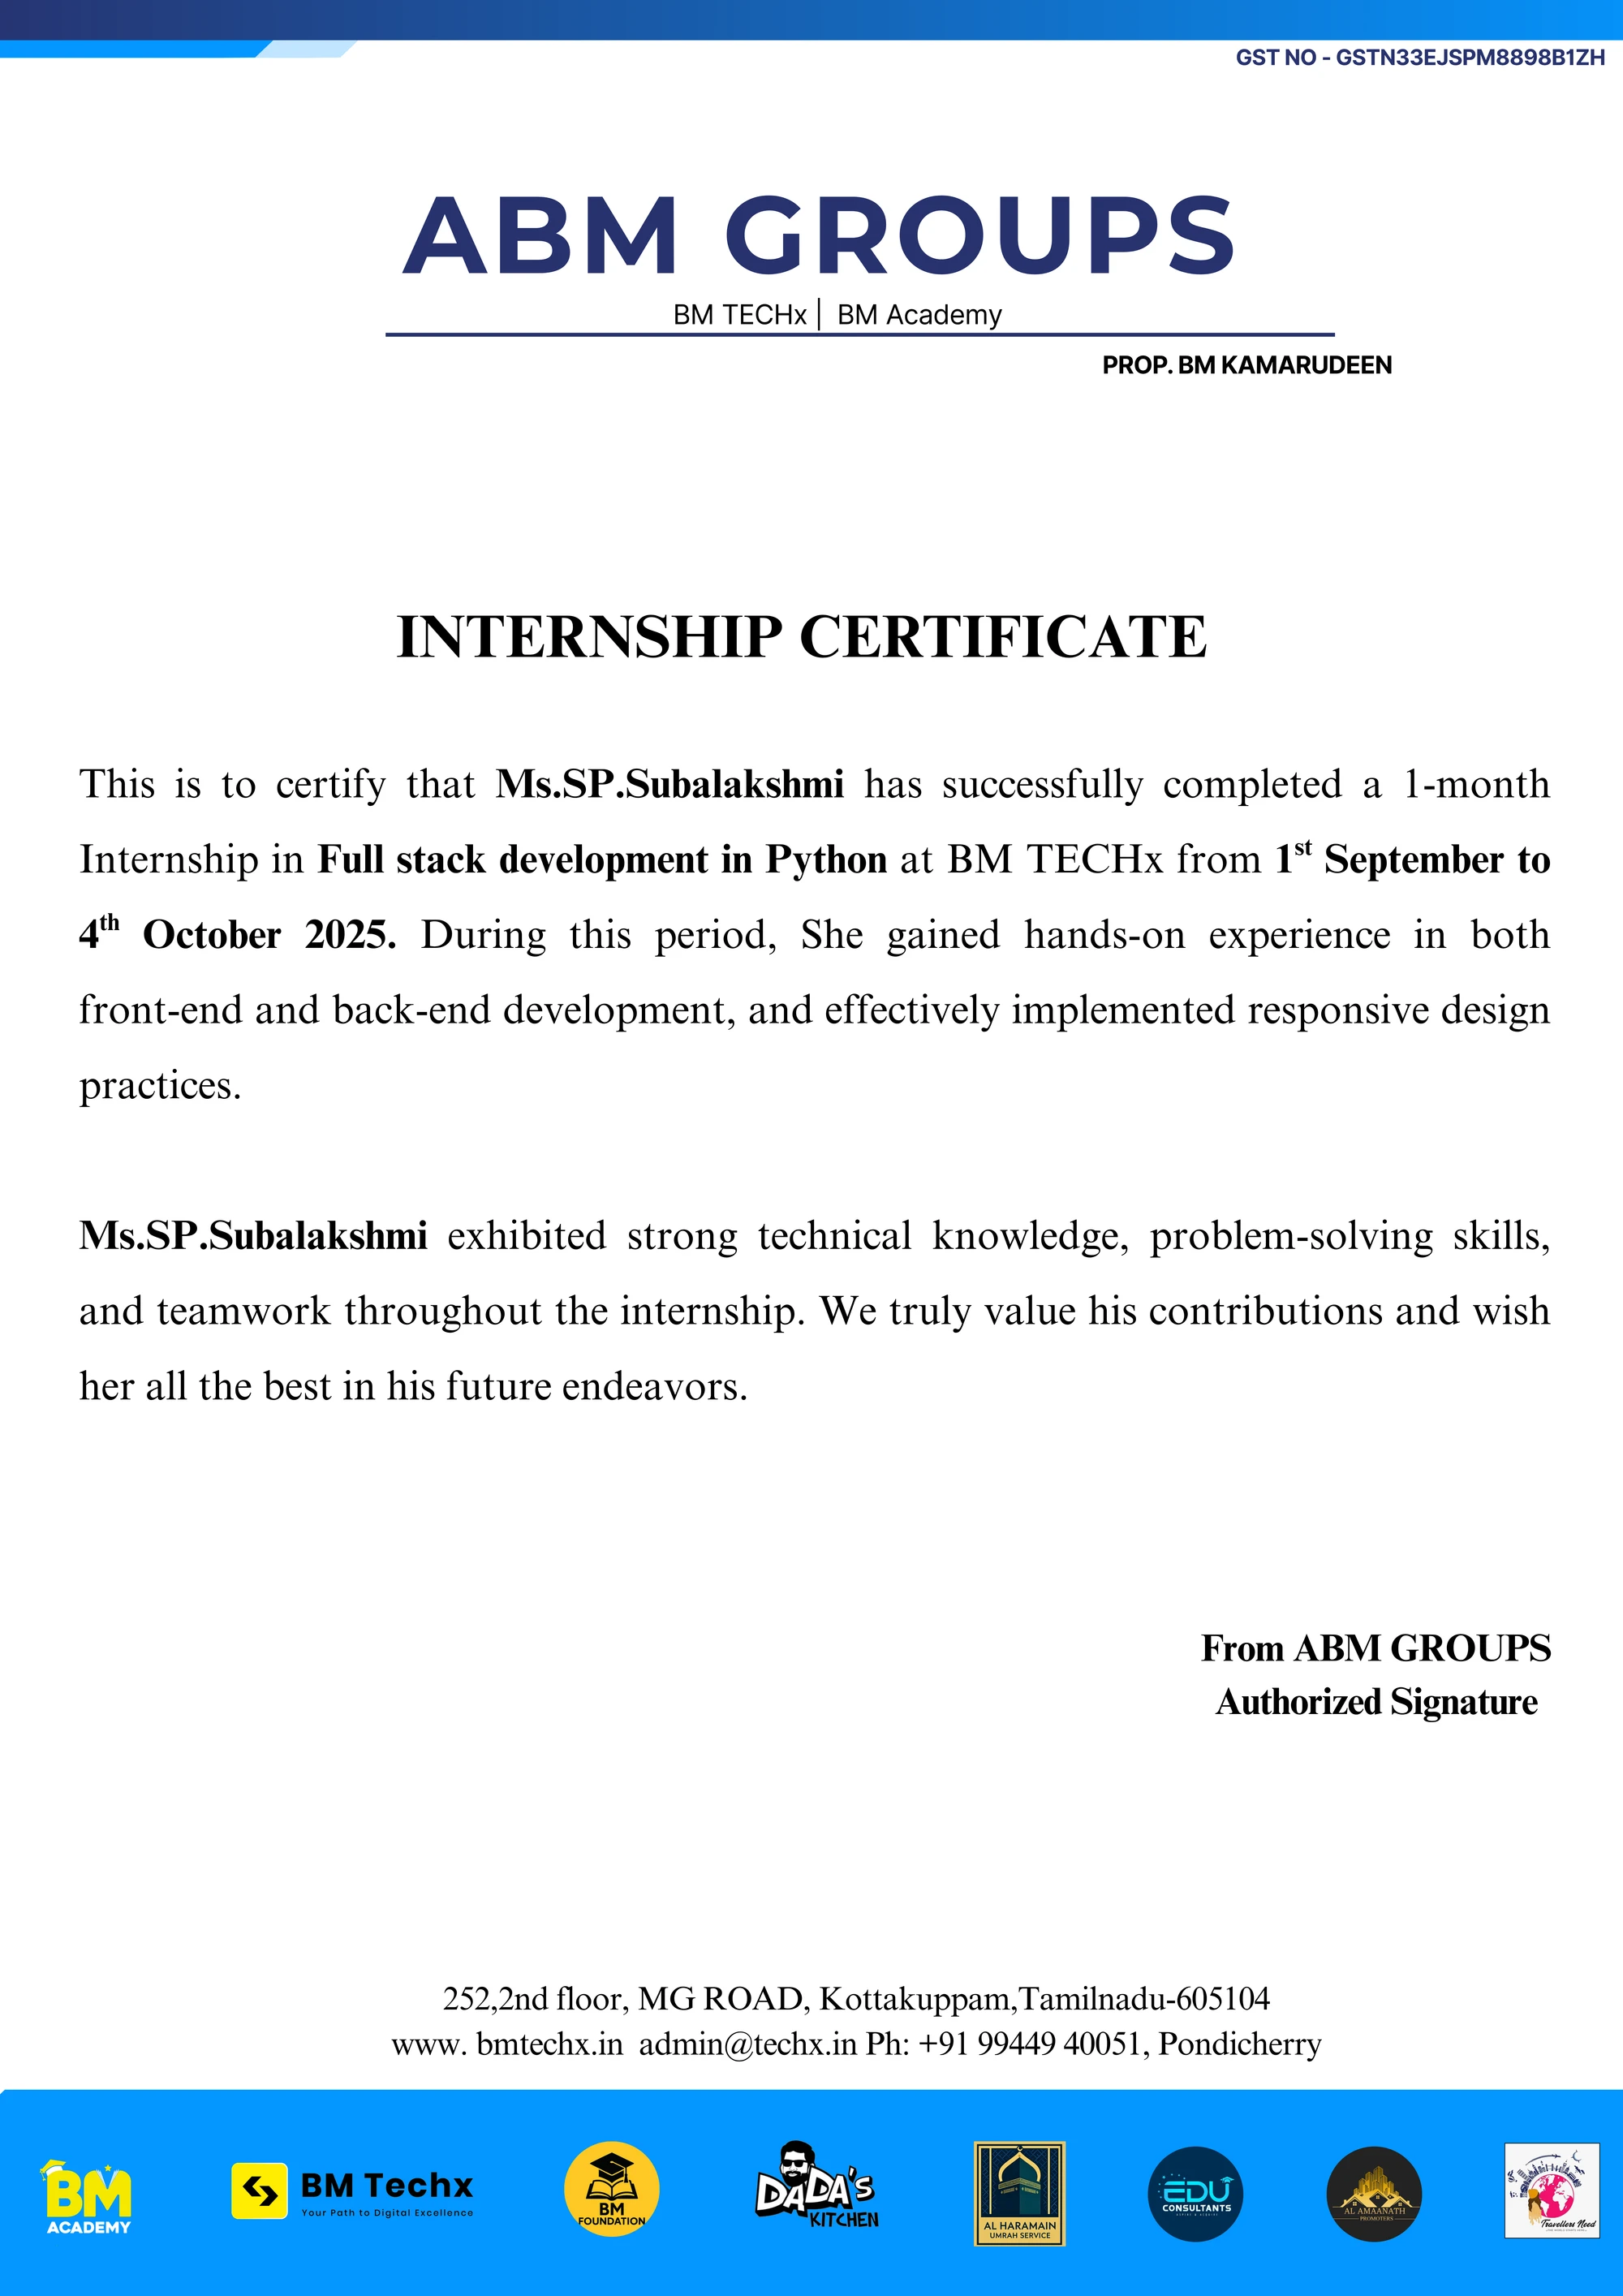 GST NO - GSTN33EJSPM8898B1ZH
ABM GROUPS
BM TECHx | BM Academy
PROP. BM KAMARUDEEN
INTERNSHIP CERTIFICATE
This is to certify that Ms.SP.Subalakshmi has successfully completed a 1-month
Internship in Full stack development in Python at BM TECHx from 1st September to
4th October 2025. During this period, She gained hands-on experience in both
front-end and back-end development, and effectively implemented responsive design
practices.
Ms.SP.Subalakshmi exhibited strong technical knowledge, problem-solving skills,
and teamwork throughout the internship. We truly value his contributions and wish
her all the best in his future endeavors.
From ABM GROUPS
Authorized Signature
252,2nd floor, MG ROAD, Kottakuppam,Tamilnadu-605104
www. bmtechx.in admin@techx.in Ph: +91 99449 40051, Pondicherry
BM
ACADEMY
BM Techx
Your Path to Digital Excellence
BM
FOUNDATION
DADA's
KITCHEN
AL HARAMAIN
UMRAH SERVICE
EDU
CONSULTANTS
AL AMAANATH
PROMOTERS
Travellers Need